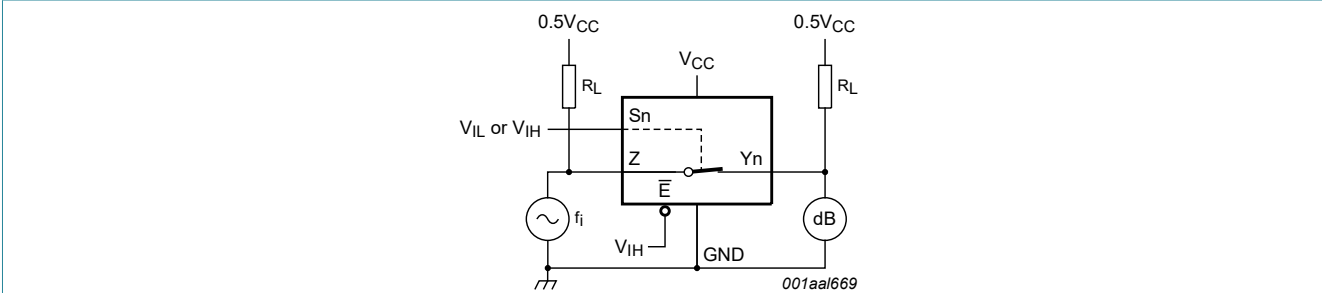 0.5VCC 0.5VCC
VCC
RL RL
Sn
VIL or VIH
Z Yn
E̅
fi dB
VIH
GND
001aal669